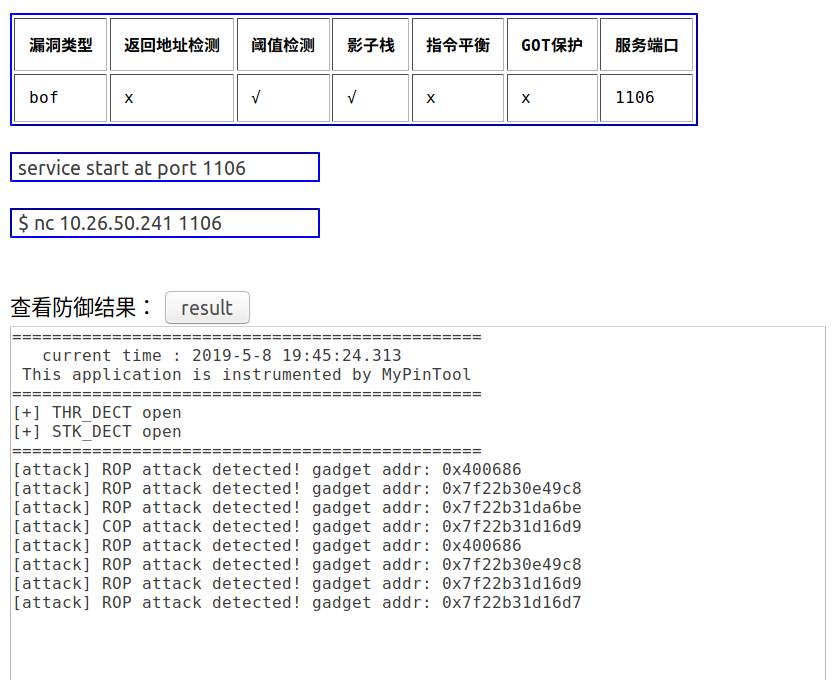 漏洞类型 返回地址检测 阈值检测 影子栈 指令平衡 GOT保护 服务端口
bof x √ √ x x 1106
service start at port 1106
$ nc 10.26.50.241 1106
查看防御结果： result
===============================================
current time : 2019-5-8 19:45:24.313
This application is instrumented by MyPinTool
===============================================
[+] THR_DECT open
[+] STK_DECT open
===============================================
[attack] ROP attack detected! gadget addr: 0x400686
[attack] ROP attack detected! gadget addr: 0x7f22b30e49c8
[attack] ROP attack detected! gadget addr: 0x7f22b31da6be
[attack] COP attack detected! gadget addr: 0x7f22b31d16d9
[attack] ROP attack detected! gadget addr: 0x400686
[attack] ROP attack detected! gadget addr: 0x7f22b30e49c8
[attack] ROP attack detected! gadget addr: 0x7f22b31d16d9
[attack] ROP attack detected! gadget addr: 0x7f22b31d16d7